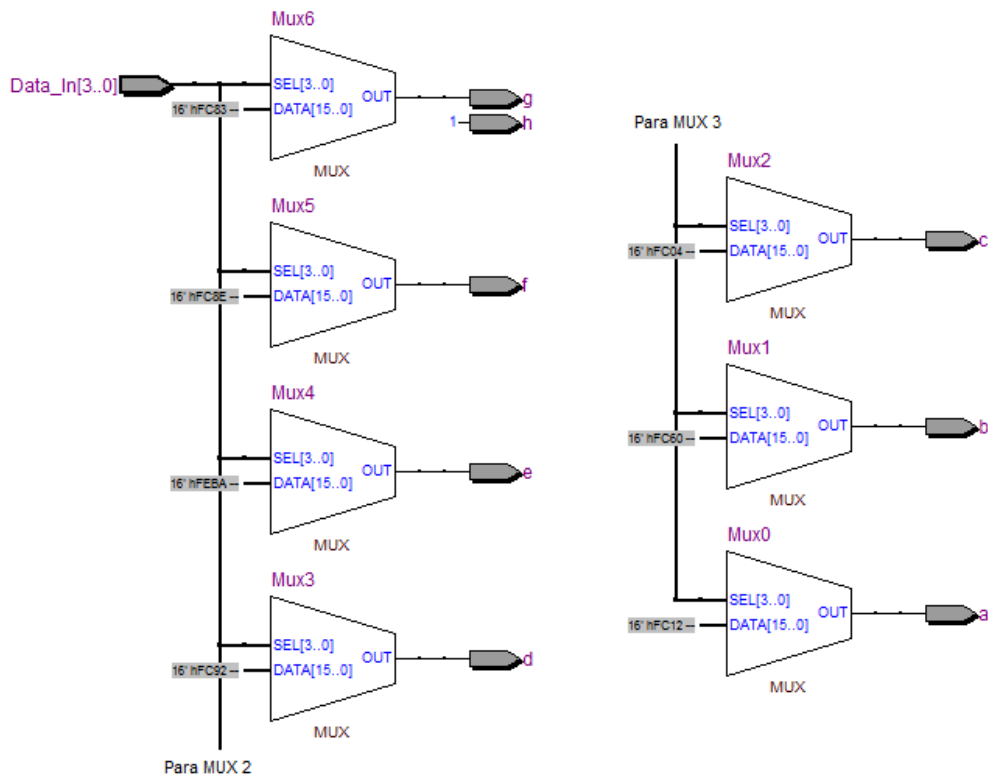 Mux6
Data_In[3..0]
SEL[3..0]
OUT
16' hFC83 --
DATA[15..0]
g
1
h
MUX
Mux5
SEL[3..0]
OUT
16' hFC8E --
DATA[15..0]
f
MUX
Mux4
SEL[3..0]
OUT
16' hFEBA --
DATA[15..0]
e
MUX
Mux3
SEL[3..0]
OUT
16' hFC92 --
DATA[15..0]
d
MUX
Para MUX 2
Para MUX 3
Mux2
SEL[3..0]
OUT
16' hFC04 --
DATA[15..0]
c
MUX
Mux1
SEL[3..0]
OUT
16' hFC60 --
DATA[15..0]
b
MUX
Mux0
SEL[3..0]
OUT
16' hFC12 --
DATA[15..0]
a
MUX